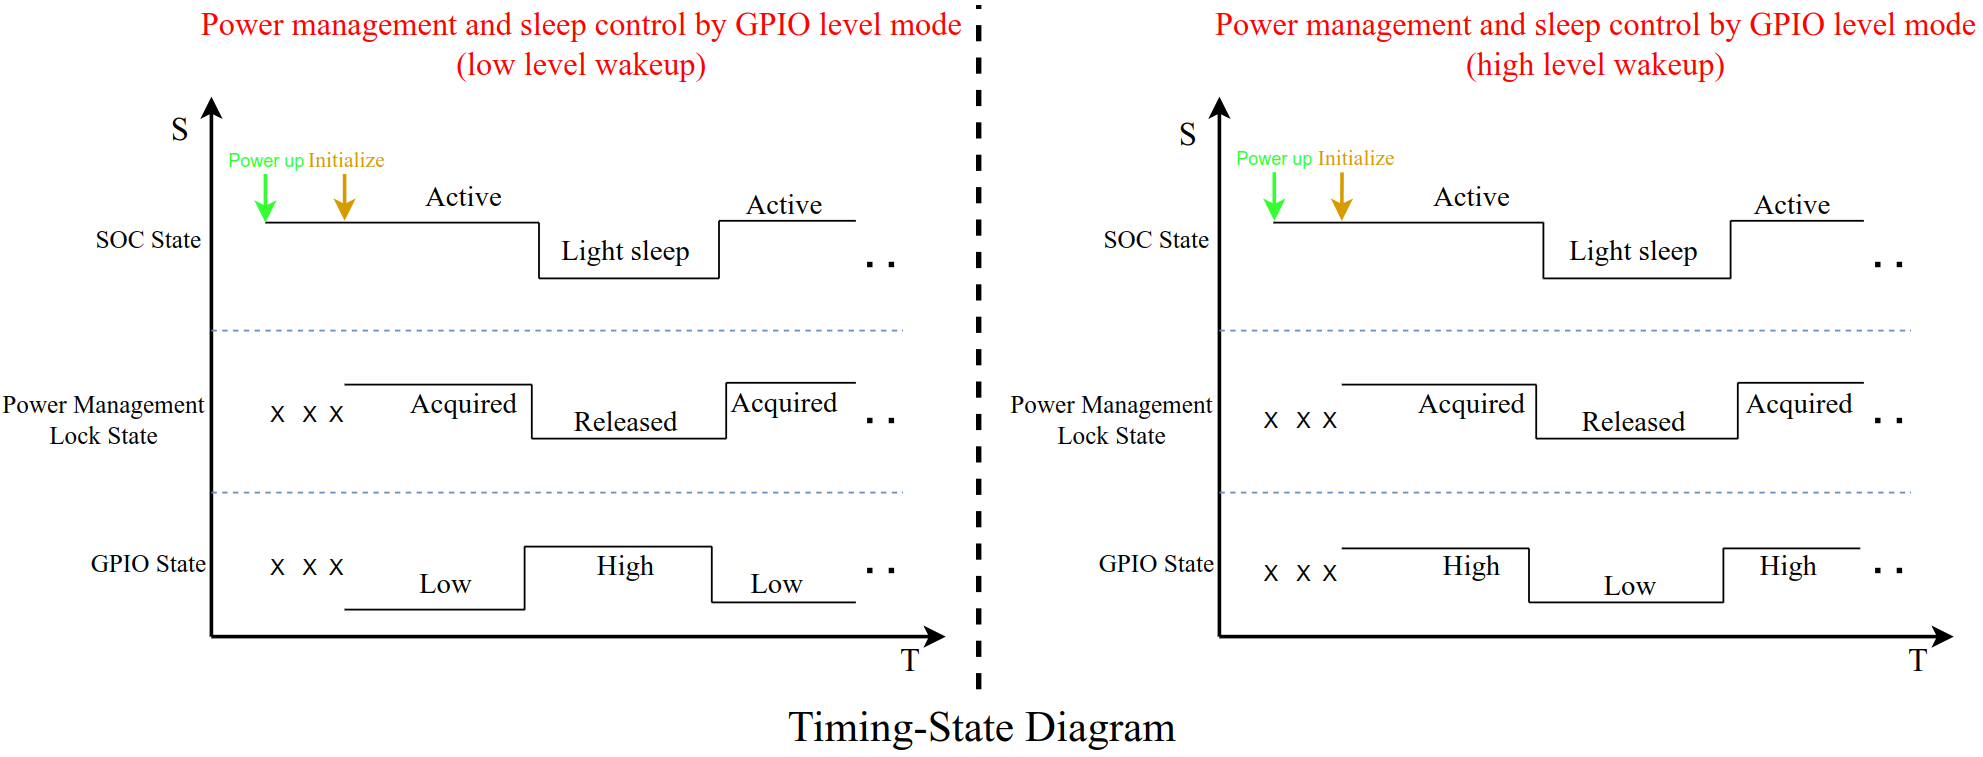 Power management and sleep control by GPIO level mode
(low level wakeup)
S
Power up Initialize
Active
Active
SOC State
Light sleep
Power Management
Lock State
X X X
Acquired
Released
Acquired
GPIO State
X X X
Low
High
Low
T
Power management and sleep control by GPIO level mode
(high level wakeup)
S
Power up Initialize
Active
Active
SOC State
Light sleep
Power Management
Lock State
X X X
Acquired
Released
Acquired
GPIO State
X X X
High
Low
High
T
Timing-State Diagram